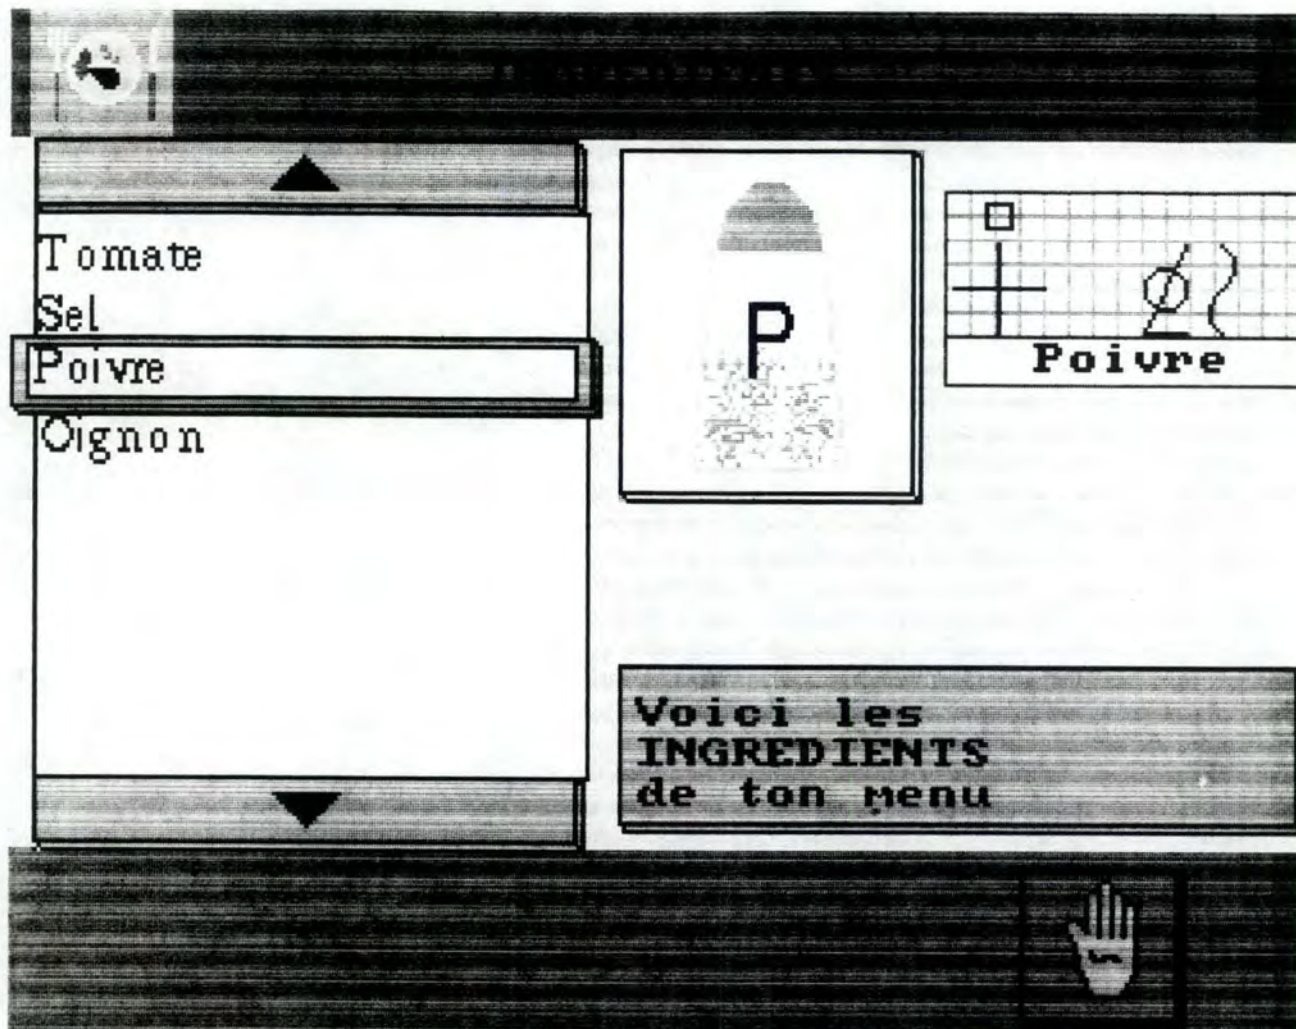 Tomate
Sel
Poivre
Oignon
P
Poivre
Voici les
INGREDIENTS
de ton menu